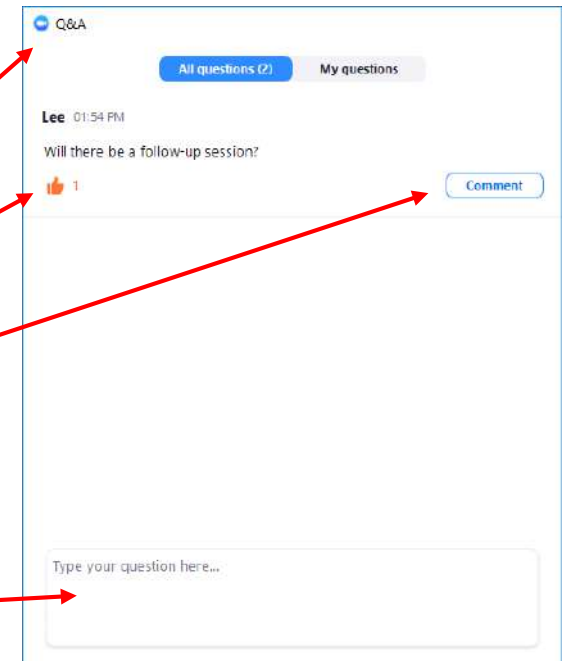 Q&A
All questions (2) My questions
Lee 01:54 PM
Will there be a follow-up session?
1 Comment
Type your question here...